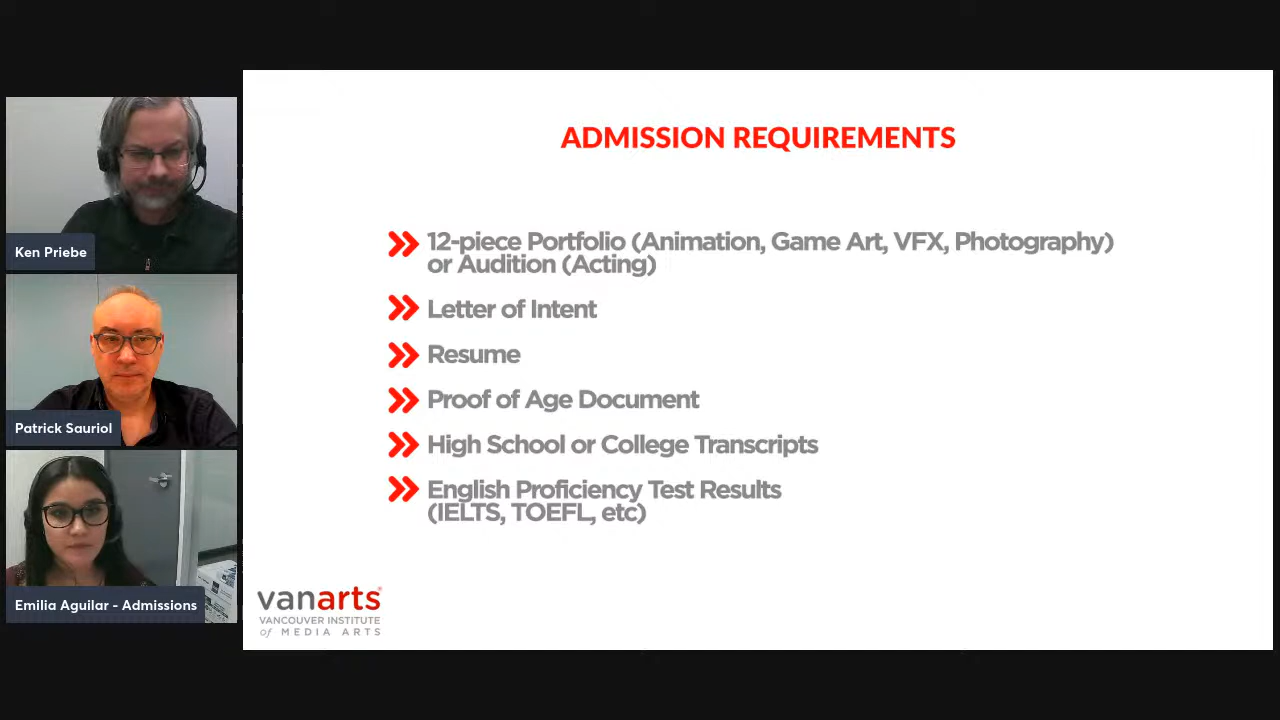 Ken Priebe
Patrick Sauriol
Emilia Aguilar - Admissions
ADMISSION REQUIREMENTS
12-piece Portfolio (Animation, Game Art, VFX, Photography)
or Audition (Acting)
Letter of Intent
Resume
Proof of Age Document
High School or College Transcripts
English Proficiency Test Results
(IELTS, TOEFL, etc)
vanarts®
VANCOUVER INSTITUTE
of MEDIA ARTS